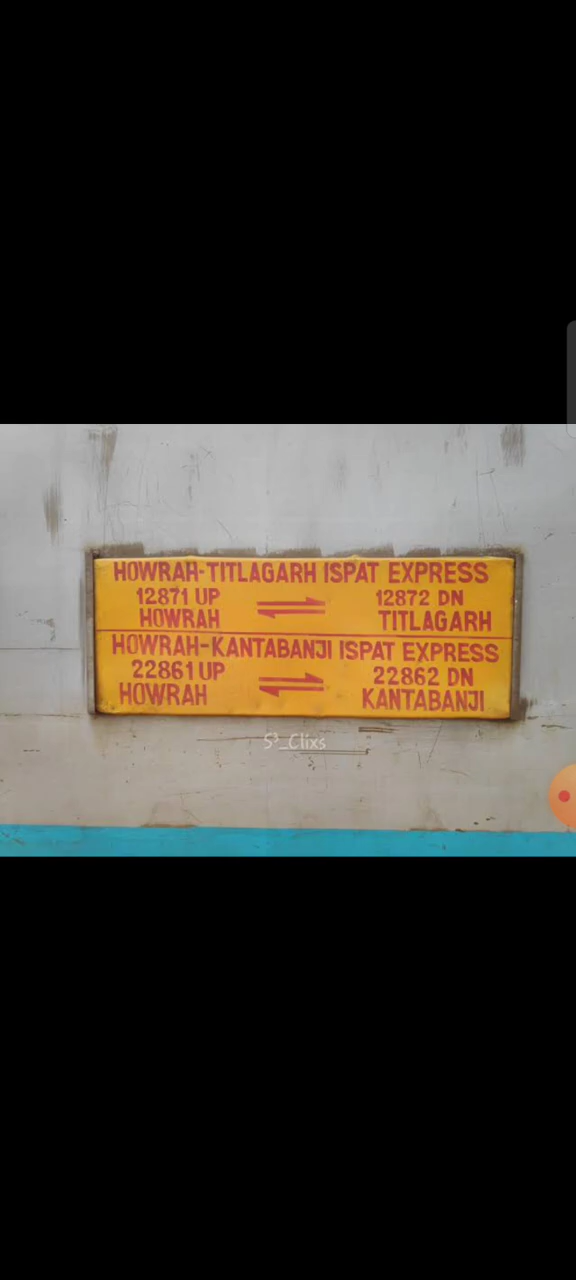 HOWRAH-TITLAGARH ISPAT EXPRESS
12871 UP 12872 DN
HOWRAH TITLAGARH
HOWRAH-KANTABANJI ISPAT EXPRESS
22861 UP 22862 DN
HOWRAH KANTABANJI
S³_Clixs